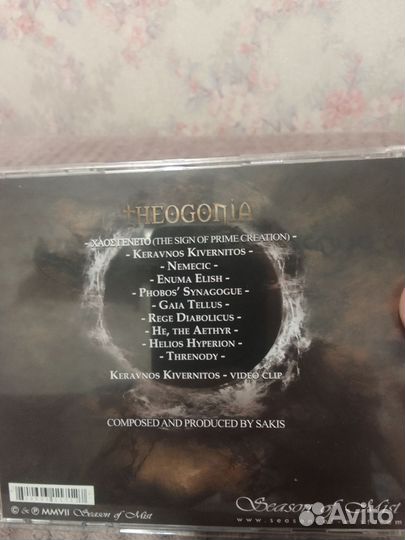 THEOGONIA
- ΧΑΟΣ ΓΕΝΕΤΟ (THE SIGN OF PRIME CREATION) -
- KERAVNOS KIVERNITOS -
- NEMECIC -
- ENUMA ELISH -
- PHOBOS' SYNAGOGUE -
- GAIA TELLUS -
- REGE DIABOLICUS -
- HE, THE AETHYR -
- HELIOS HYPERION -
- THRENODY -
KERAVNOS KIVERNITOS - VIDEO CLIP
COMPOSED AND PRODUCED BY SAKIS
© & ℗ MMVII Season of Mist
Season of Mist
Avito